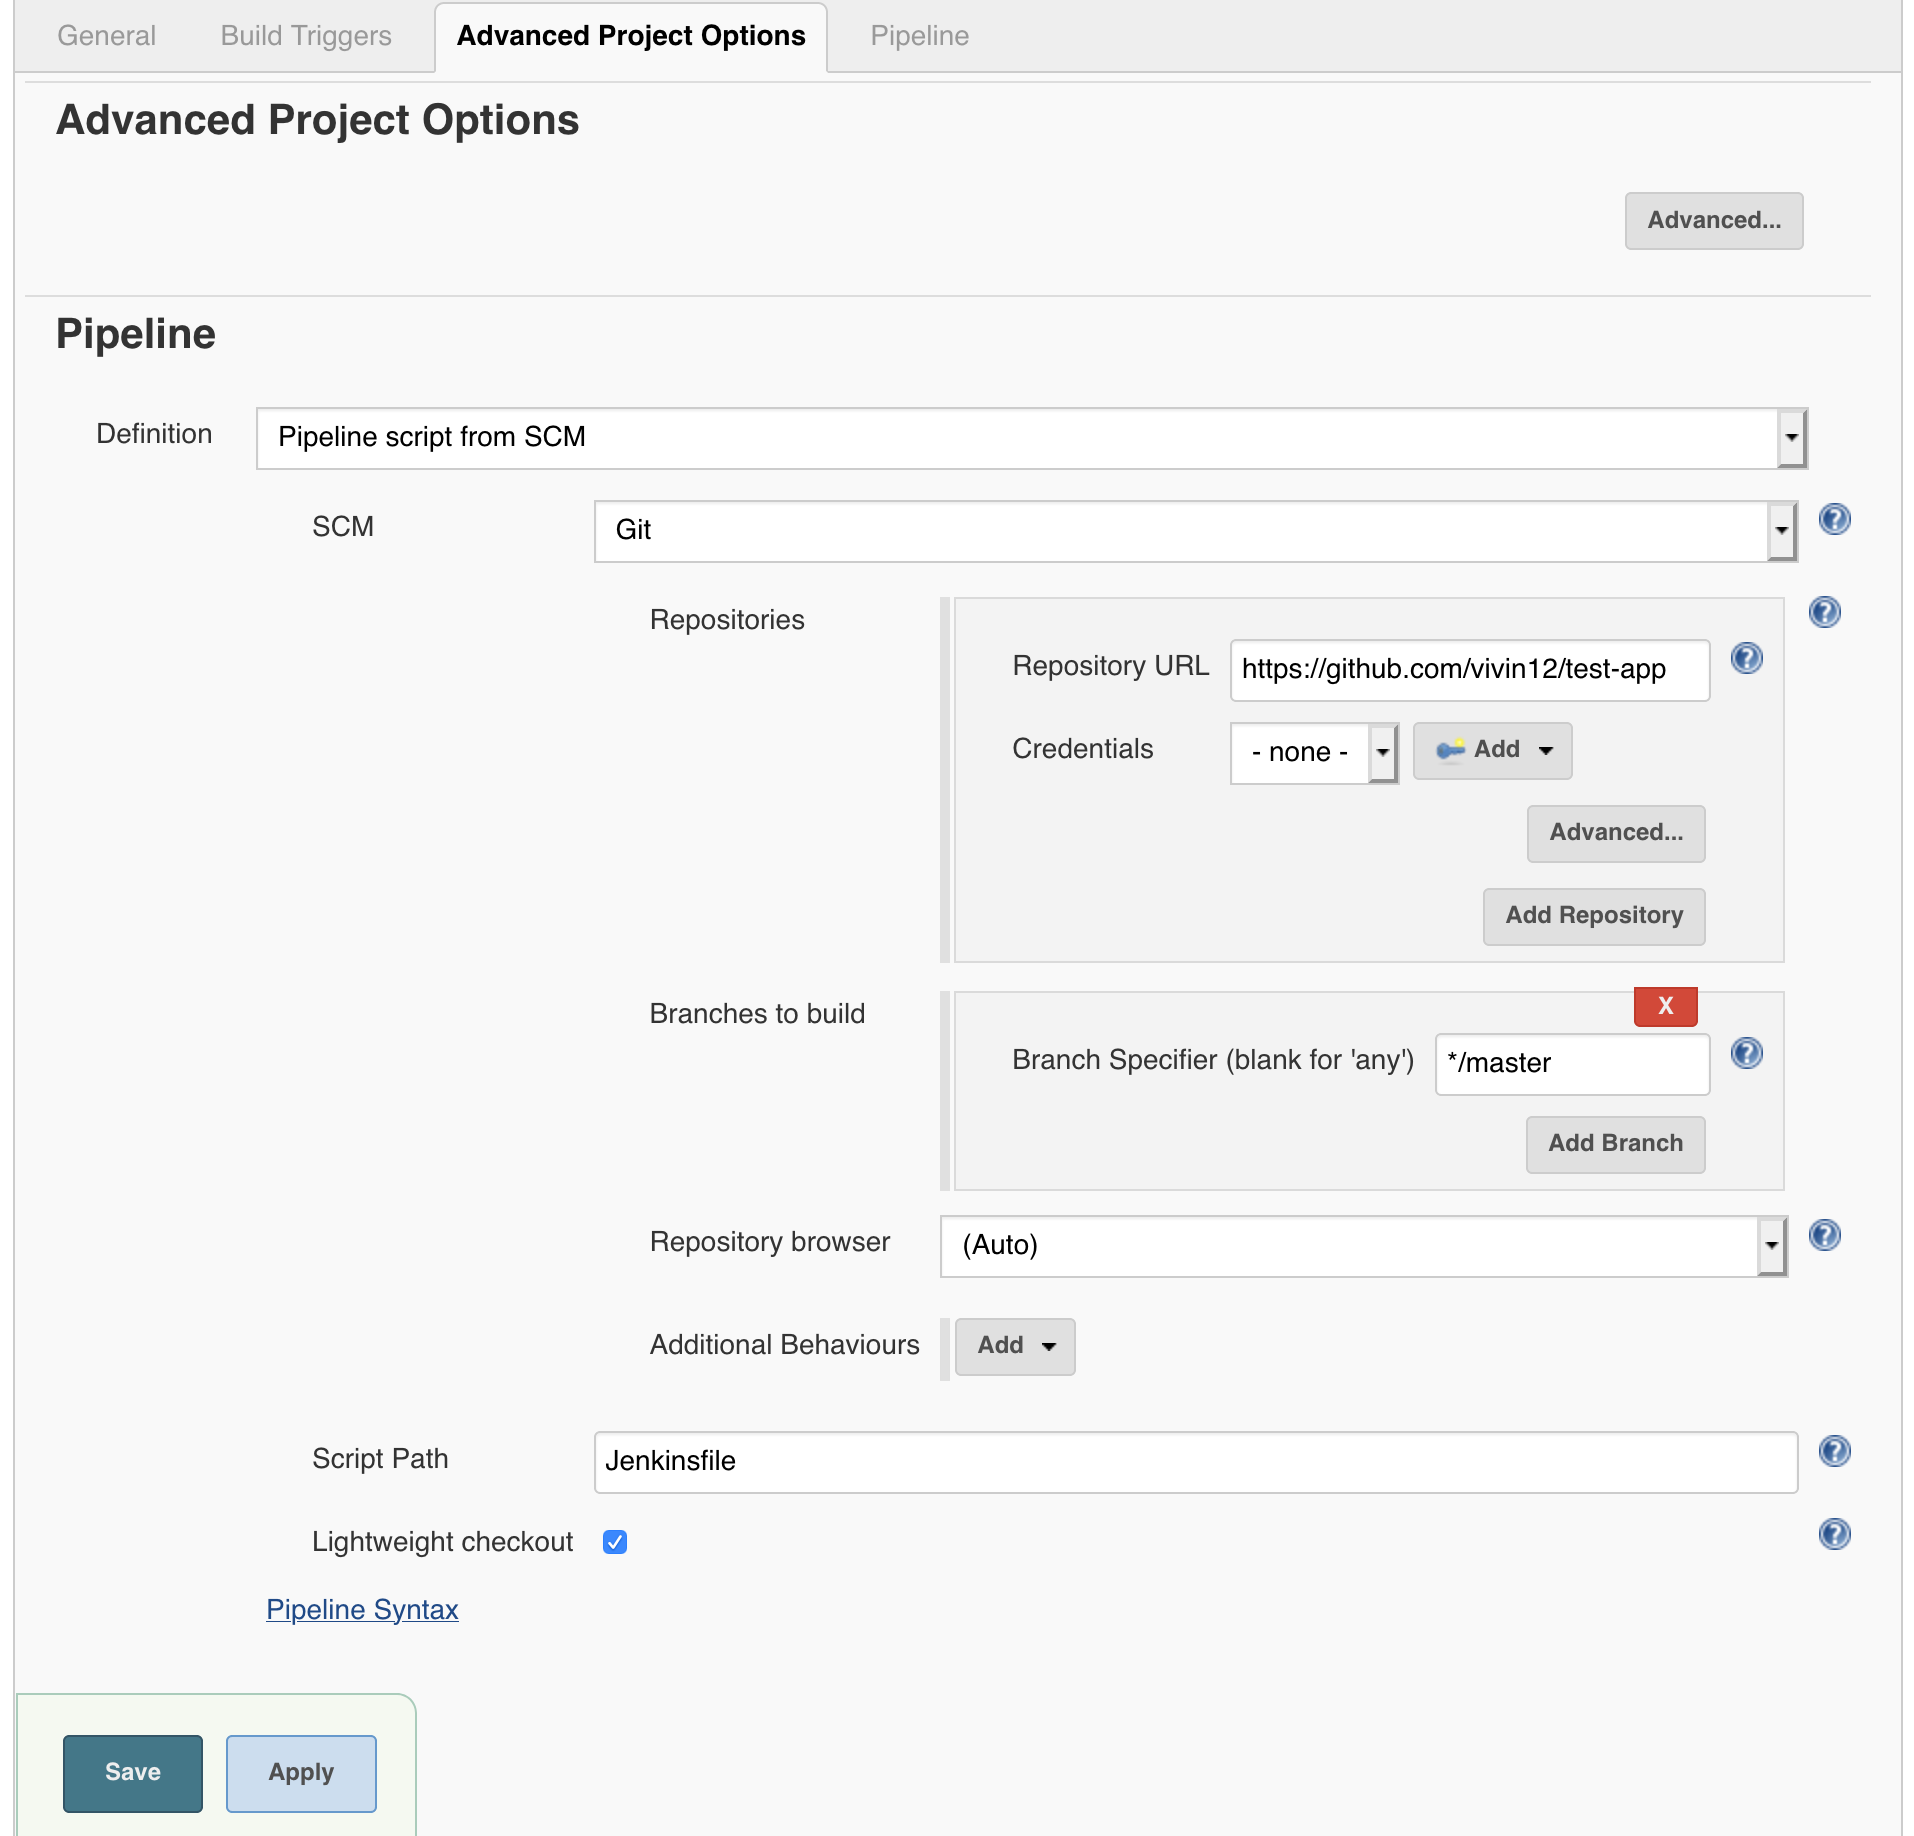 General Build Triggers Advanced Project Options Pipeline
Advanced Project Options
Advanced...
Pipeline
Definition Pipeline script from SCM
SCM Git
Repositories
Repository URL https://github.com/vivin12/test-app
Credentials - none - Add
Advanced...
Add Repository
Branches to build
X
Branch Specifier (blank for 'any') */master
Add Branch
Repository browser (Auto)
Additional Behaviours Add
Script Path Jenkinsfile
Lightweight checkout
Pipeline Syntax
Save Apply